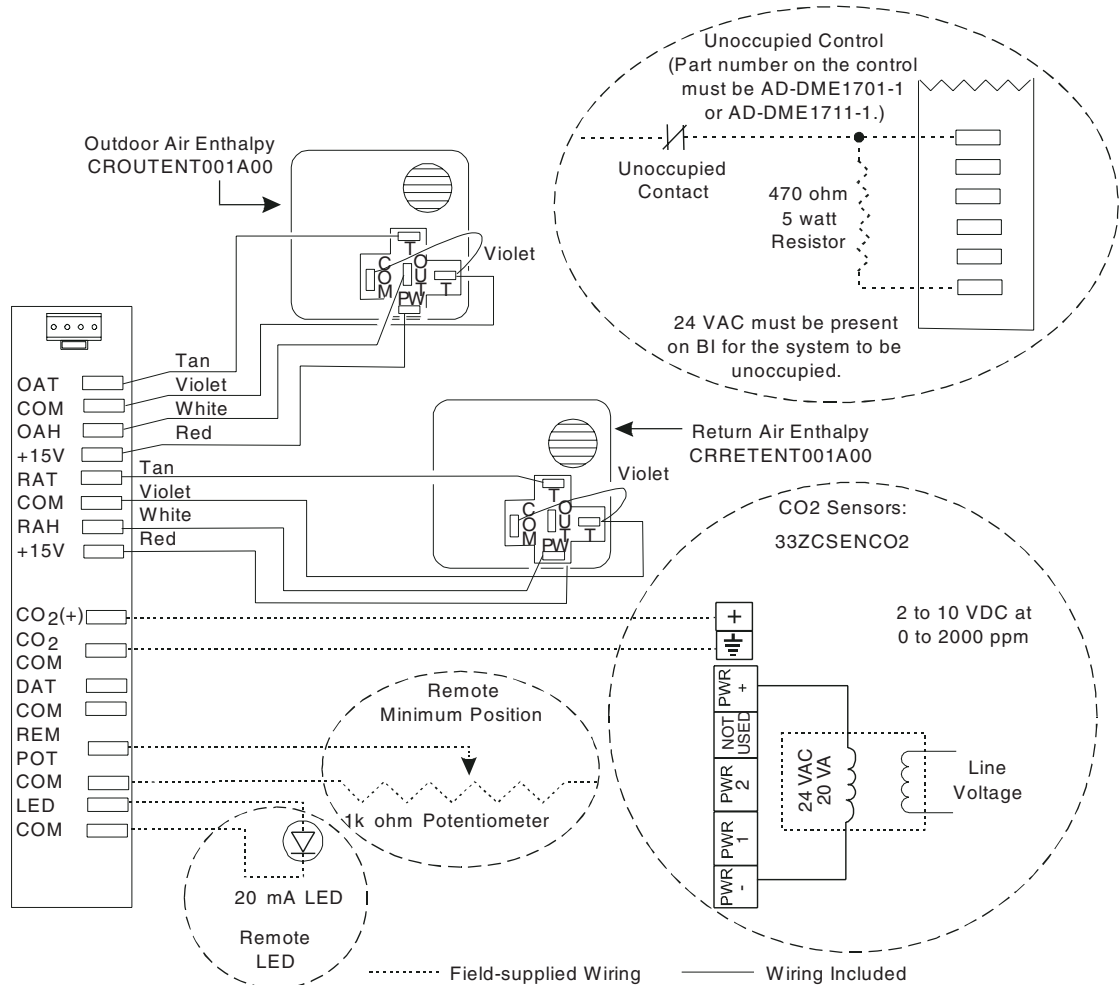 Unoccupied Control
(Part number on the control
must be AD-DME1701-1
or AD-DME1711-1.)
Unoccupied
Contact
470 ohm
5 watt
Resistor
24 VAC must be present
on BI for the system to be
unoccupied.
Outdoor Air Enthalpy
CROUTENT001A00
T
COM
OUT
PW
T
Violet
OAT
COM
OAH
+15V
RAT
COM
RAH
+15V
CO2(+)
CO2
COM
DAT
COM
REM
POT
COM
LED
COM
Tan
Violet
White
Red
Tan
Violet
White
Red
Return Air Enthalpy
CRRETENT001A00
Violet
T
COM
OUT
PW
T
CO2 Sensors:
33ZCSENCO2
2 to 10 VDC at
0 to 2000 ppm
+
PWR
+
NOT
USED
PWR
2
PWR
1
PWR
-
24 VAC
20 VA
Line
Voltage
Remote
Minimum Position
1k ohm Potentiometer
20 mA LED
Remote
LED
Field-supplied Wiring
Wiring Included